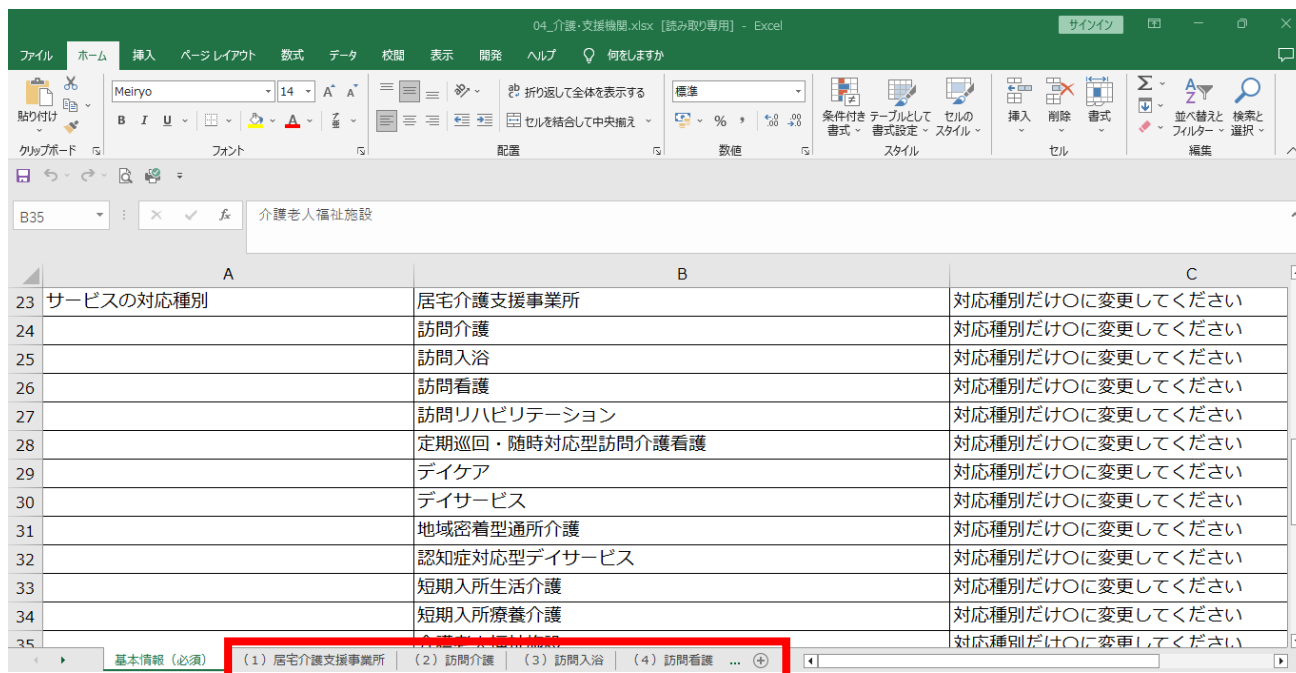 04_介護・支援機関.xlsx [読み取り専用] - Excel サインイン
ファイル ホーム 挿入 ページ レイアウト 数式 データ 校閲 表示 開発 ヘルプ 何をしますか
Meiryo 14 A A 折り返して全体を表示する 標準
貼り付け B I U A セルを結合して中央揃え % 条件付き書式 テーブルとして書式設定 セルのスタイル 挿入 削除 書式 並べ替えとフィルター 検索と選択
クリップボード フォント 配置 数値 スタイル セル 編集
B35 fx 介護老人福祉施設
A B C
23 サービスの対応種別 居宅介護支援事業所 対応種別だけ〇に変更してください
24 訪問介護 対応種別だけ〇に変更してください
25 訪問入浴 対応種別だけ〇に変更してください
26 訪問看護 対応種別だけ〇に変更してください
27 訪問リハビリテーション 対応種別だけ〇に変更してください
28 定期巡回・随時対応型訪問介護看護 対応種別だけ〇に変更してください
29 デイケア 対応種別だけ〇に変更してください
30 デイサービス 対応種別だけ〇に変更してください
31 地域密着型通所介護 対応種別だけ〇に変更してください
32 認知症対応型デイサービス 対応種別だけ〇に変更してください
33 短期入所生活介護 対応種別だけ〇に変更してください
34 短期入所療養介護 対応種別だけ〇に変更してください
35 介護老人福祉施設 対応種別だけ〇に変更してください
基本情報（必須） （1）居宅介護支援事業所 （2）訪問介護 （3）訪問入浴 （4）訪問看護 ...